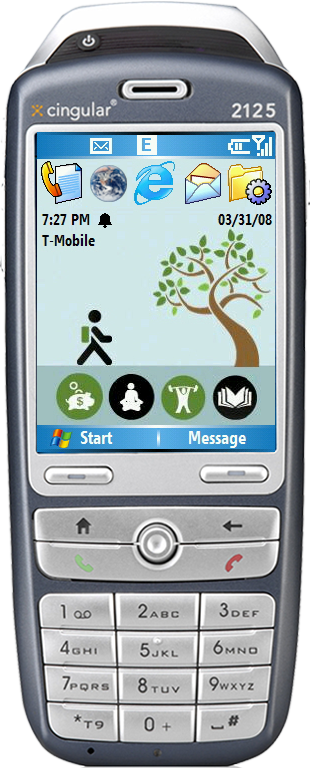 cingular®
2125
E
7:27 PM
03/31/08
T-Mobile
$
Start
Message
1
2ABC
3DEF
4GHI
5JKL
6MNO
7PQRS
8TUV
9WXYZ
*T9
0 +
#